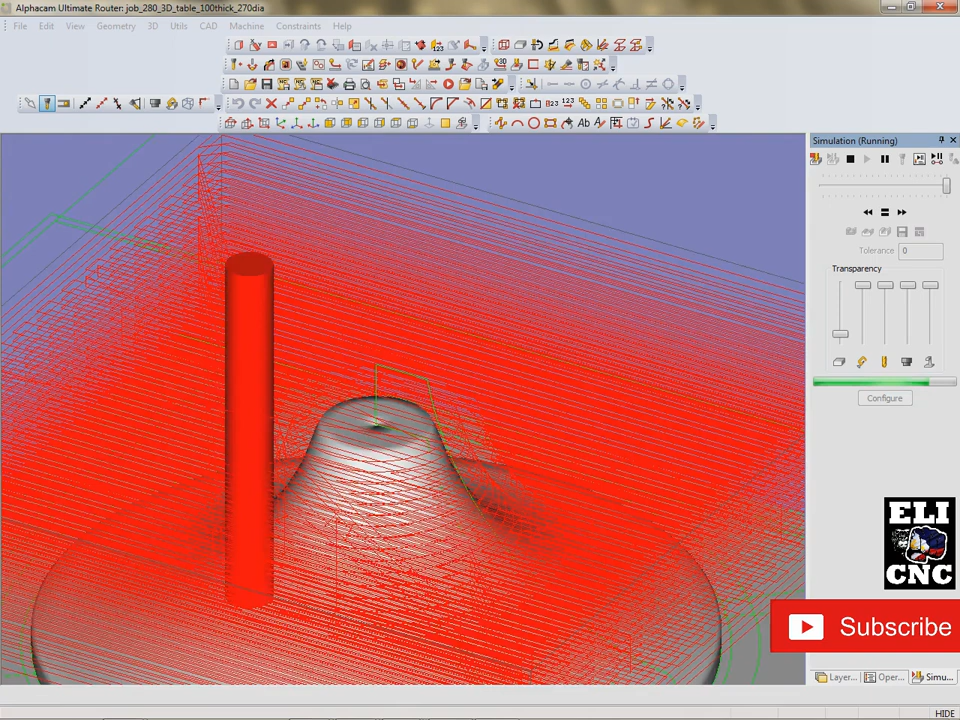 Alphacam Ultimate Router: job_280_3D_table_100thick_270dia
File Edit View Geometry 3D Utils CAD Machine Constraints Help
Simulation (Running)
Tolerance 0
Transparency
Configure
ELI
CNC
Subscribe
Layer... Oper... Simu...
HIDE